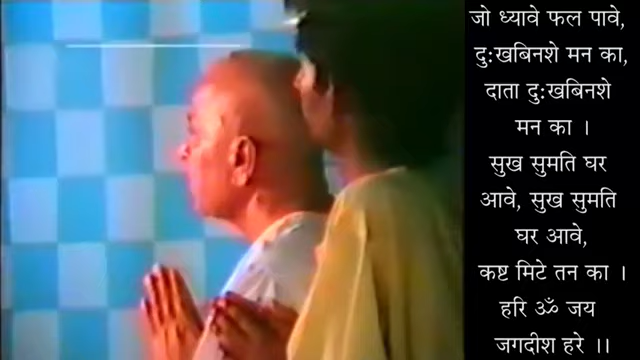 जो ध्यावे फल पावे,
दुःखबिनशे मन का,
दाता दुःखबिनशे
मन का ।
सुख सुमति घर
आवे, सुख सुमति
घर आवे,
कष्ट मिटे तन का ।
हरि ॐ जय
जगदीश हरे ।।